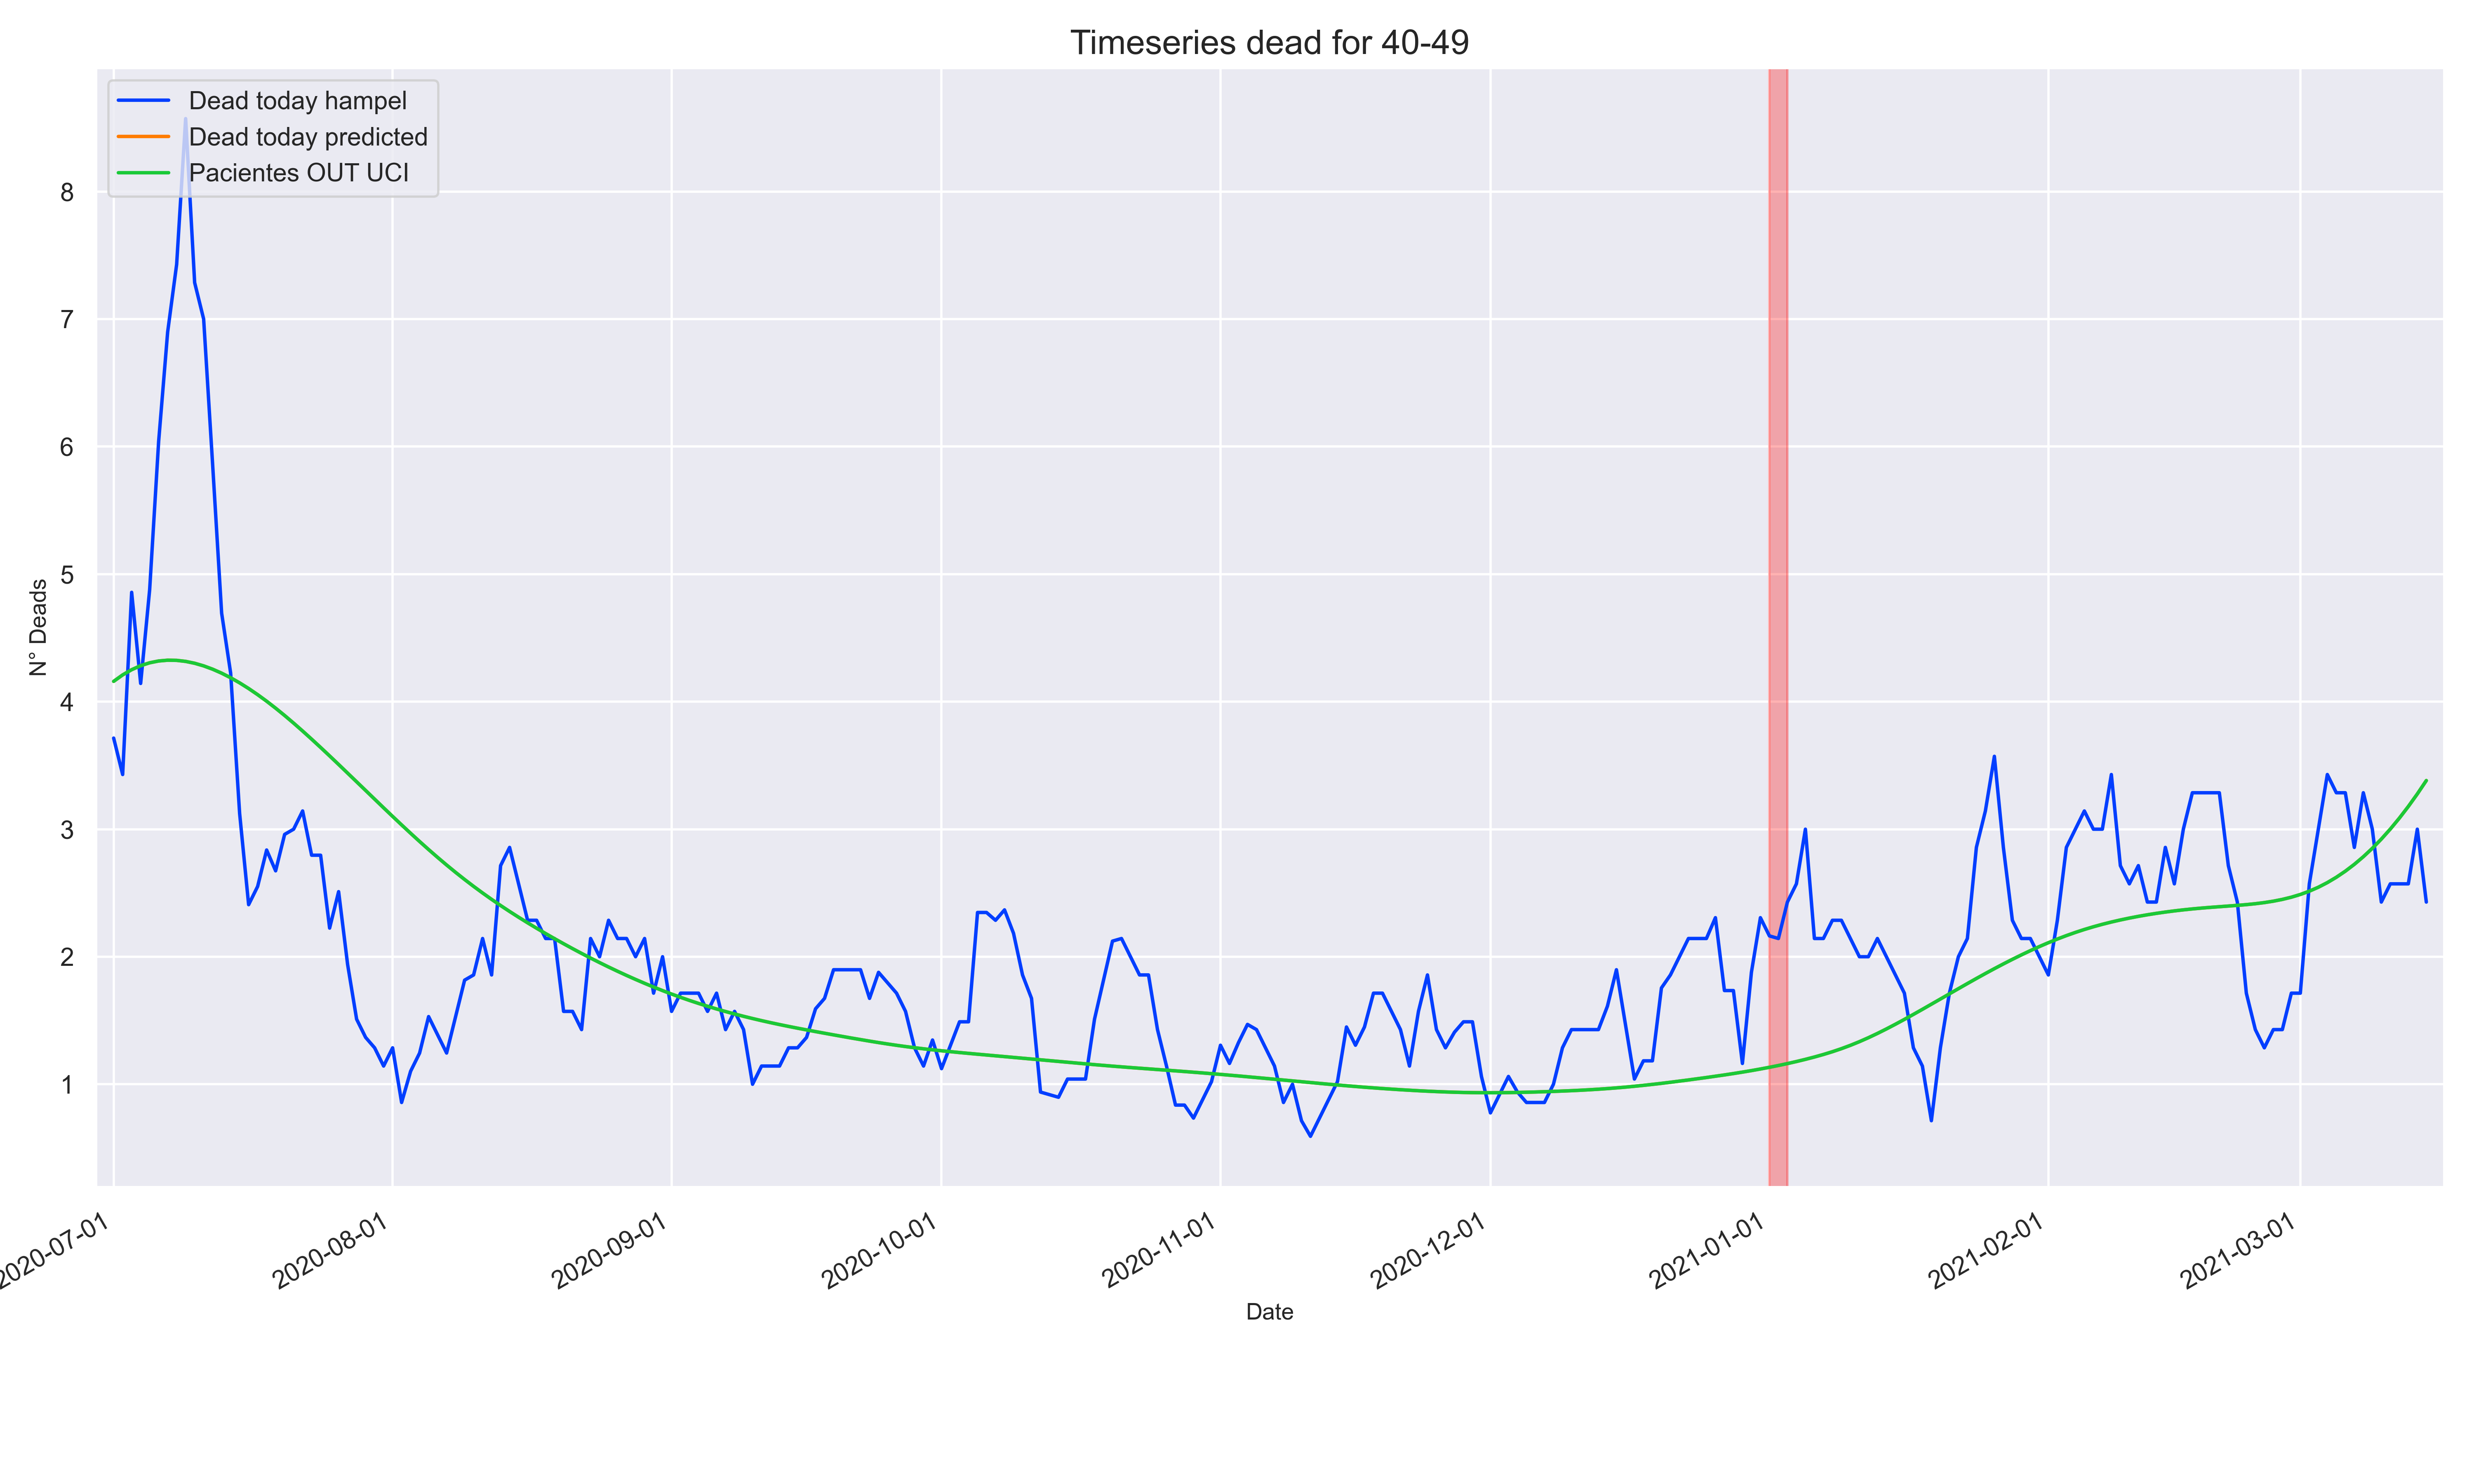 Timeseries dead for 40-49
Dead today hampel
Dead today predicted
Pacientes OUT UCI
8
7
6
5
4
3
2
1
N° Deads
2020-07-01
2020-08-01
2020-09-01
2020-10-01
2020-11-01
2020-12-01
2021-01-01
2021-02-01
2021-03-01
Date